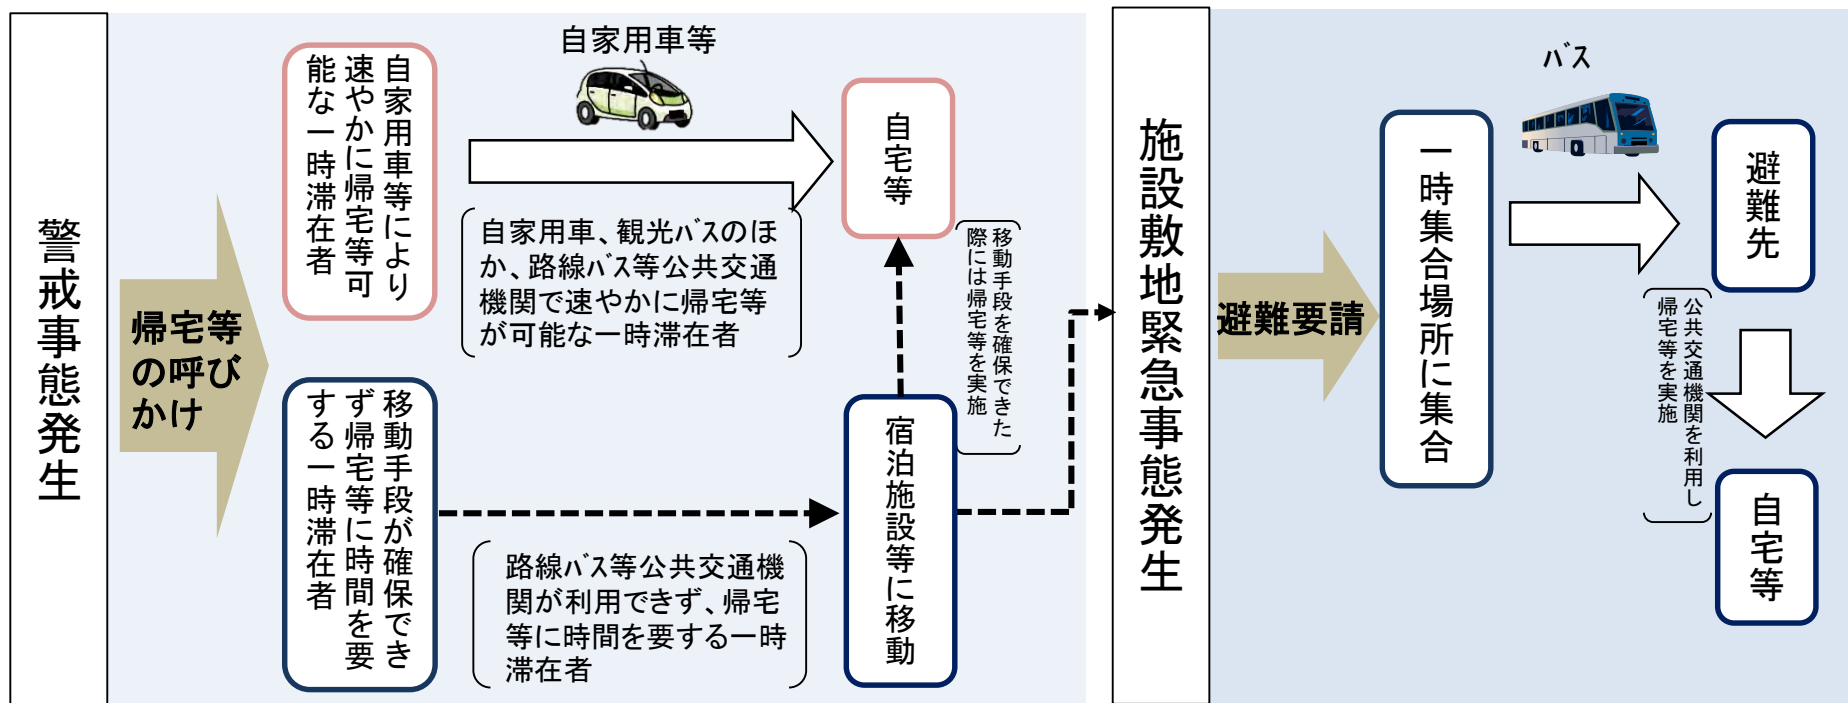 警戒事態発生
帰宅等
の呼び
かけ
自家用車等により
速やかに帰宅等可
能な一時滞在者
自家用車等
自家用車、観光ﾊﾞｽのほ
か、路線ﾊﾞｽ等公共交通
機関で速やかに帰宅等
が可能な一時滞在者
自宅等
移動手段を確保できた
際には帰宅等を実施
移動手段が確保でき
ず帰宅等に時間を要
する一時滞在者
路線ﾊﾞｽ等公共交通機
関が利用できず、帰宅
等に時間を要する一時
滞在者
宿泊施設等に移動
施設敷地緊急事態発生
避難要請
一時集合場所に集合
ﾊﾞｽ
避難先
公共交通機関を利用し
帰宅等を実施
自宅等